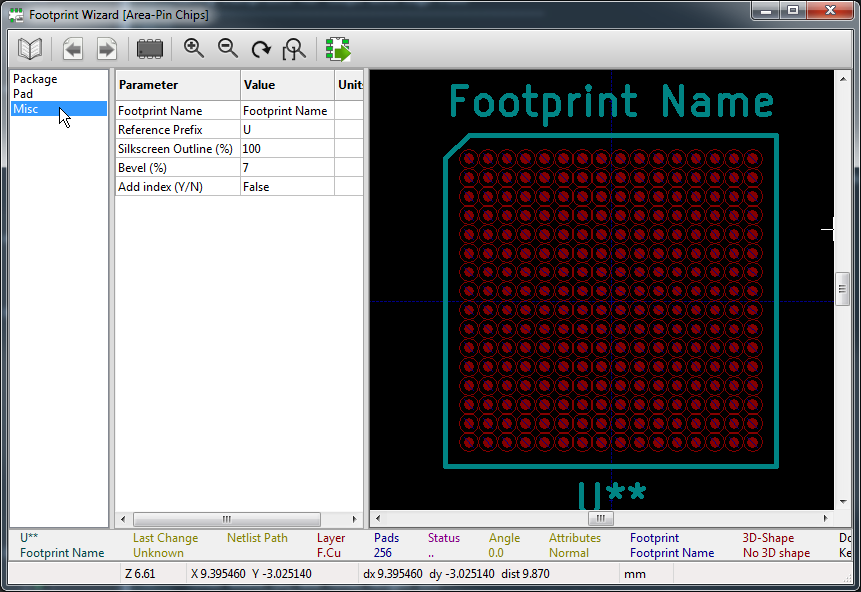 Footprint Wizard [Area-Pin Chips]
Package
Pad
Misc
Parameter Value Unit
Footprint Name Footprint Name
Reference Prefix U
Silkscreen Outline (%) 100
Bevel (%) 7
Add index (Y/N) False
Footprint Name
U**
U** Last Change Netlist Path Layer Pads Status Angle Attributes Footprint 3D-Shape Do
Footprint Name Unknown F.Cu 256 .. 0.0 Normal Footprint Name No 3D shape Ke
Z 6.61 X 9.395460 Y -3.025140 dx 9.395460 dy -3.025140 dist 9.870 mm